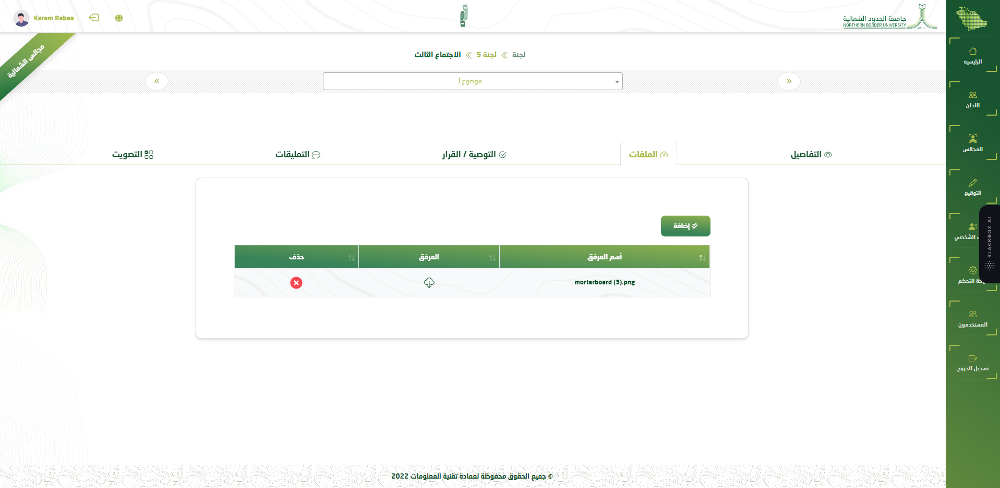 جامعة الحدود الشمالية
NORTHERN BORDER UNIVERSITY
Karam Rabea
مجالس الشمالية
الرئيسية
اللجان
المجالس
التوقيع
الشخصي
BLACKBOX AI
التحكم
المستخدمون
تسجيل الخروج
لجنة » لجنة 5 » الاجتماع الثالث
موضوع1
التفاصيل
الملفات
التوصية / القرار
التعليقات
التصويت
إضافة
أسم المرفق المرفق حذف
mortarboard (3).png
© جميع الحقوق محفوظة لعمادة تقنية المعلومات 2022